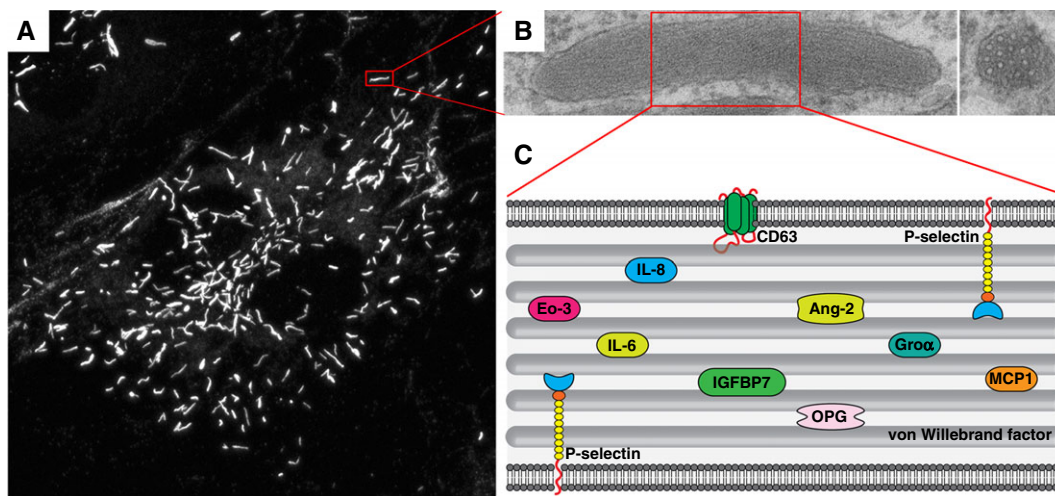 A
B
C
CD63
P-selectin
IL-8
Eo-3
Ang-2
IL-6
Groα
IGFBP7
MCP1
OPG
von Willebrand factor
P-selectin